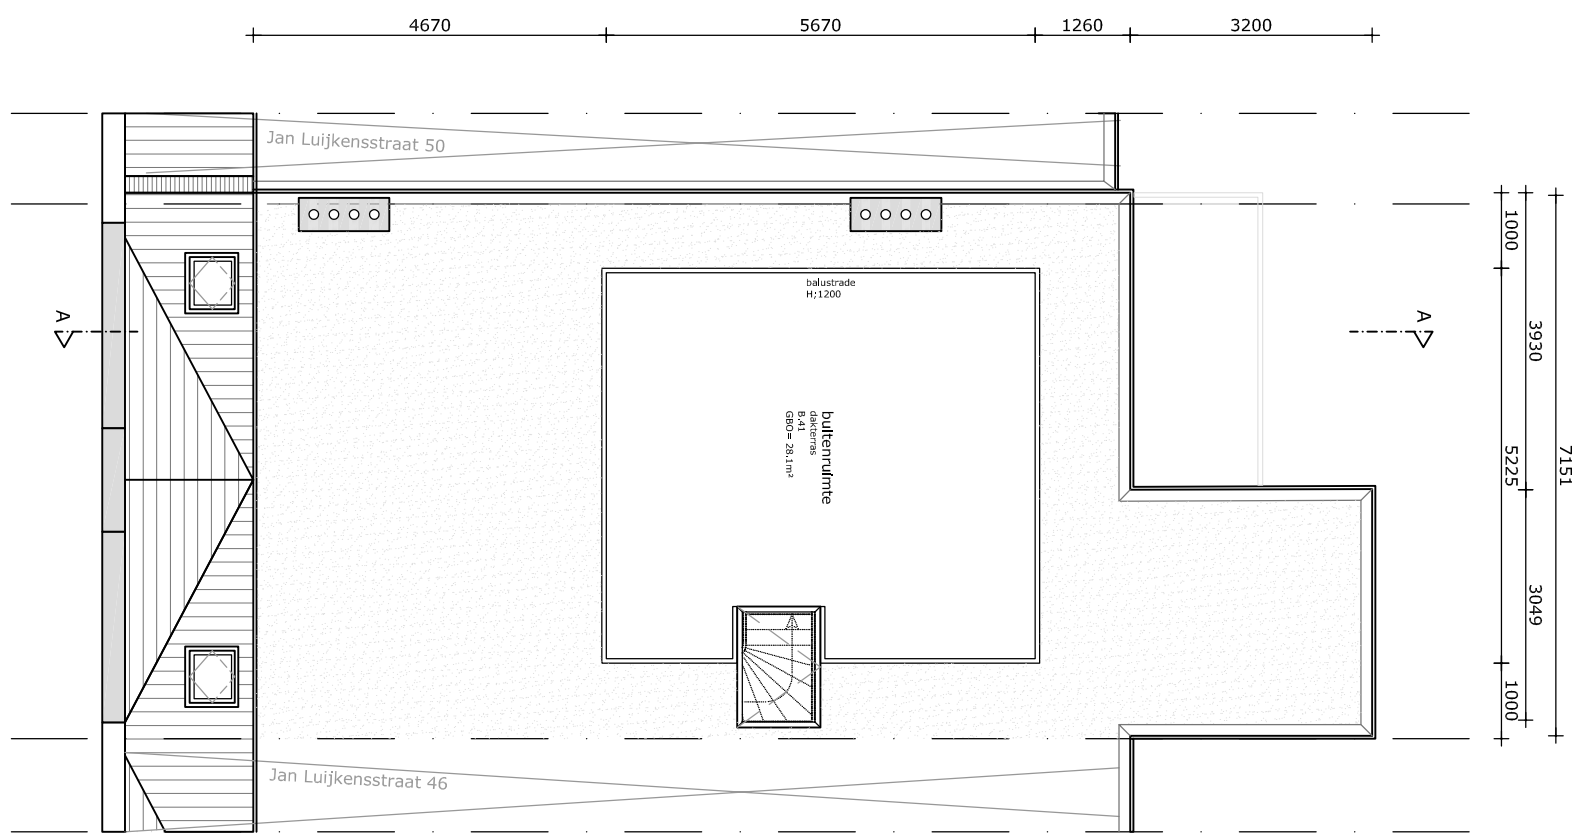 4670
5670
1260
3200
Jan Luijkensstraat 50
balustrade
H;1200
A
A
buitenruimte
dakterras
B.41
GBO= 28.1m²
1000
3930
5225
7151
3049
1000
Jan Luijkensstraat 46